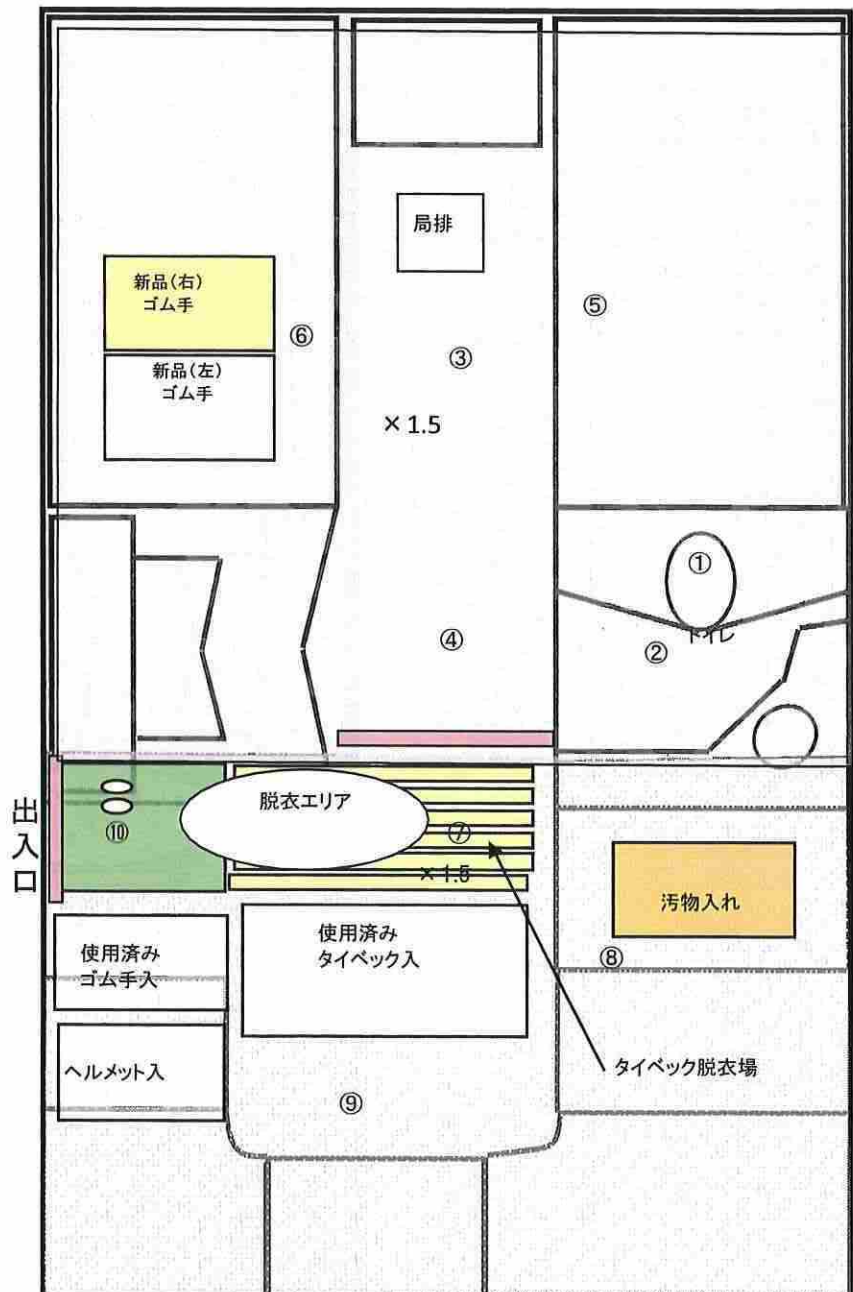 局排
新品(右)
ゴム手
⑥
⑤
③
新品(左)
ゴム手
×1.5
①
④
②
トイレ
出入口
脱衣エリア
⑩
⑦
×1.5
汚物入れ
使用済み
ゴム手入
使用済み
タイベック入
⑧
ヘルメット入
タイベック脱衣場
⑨